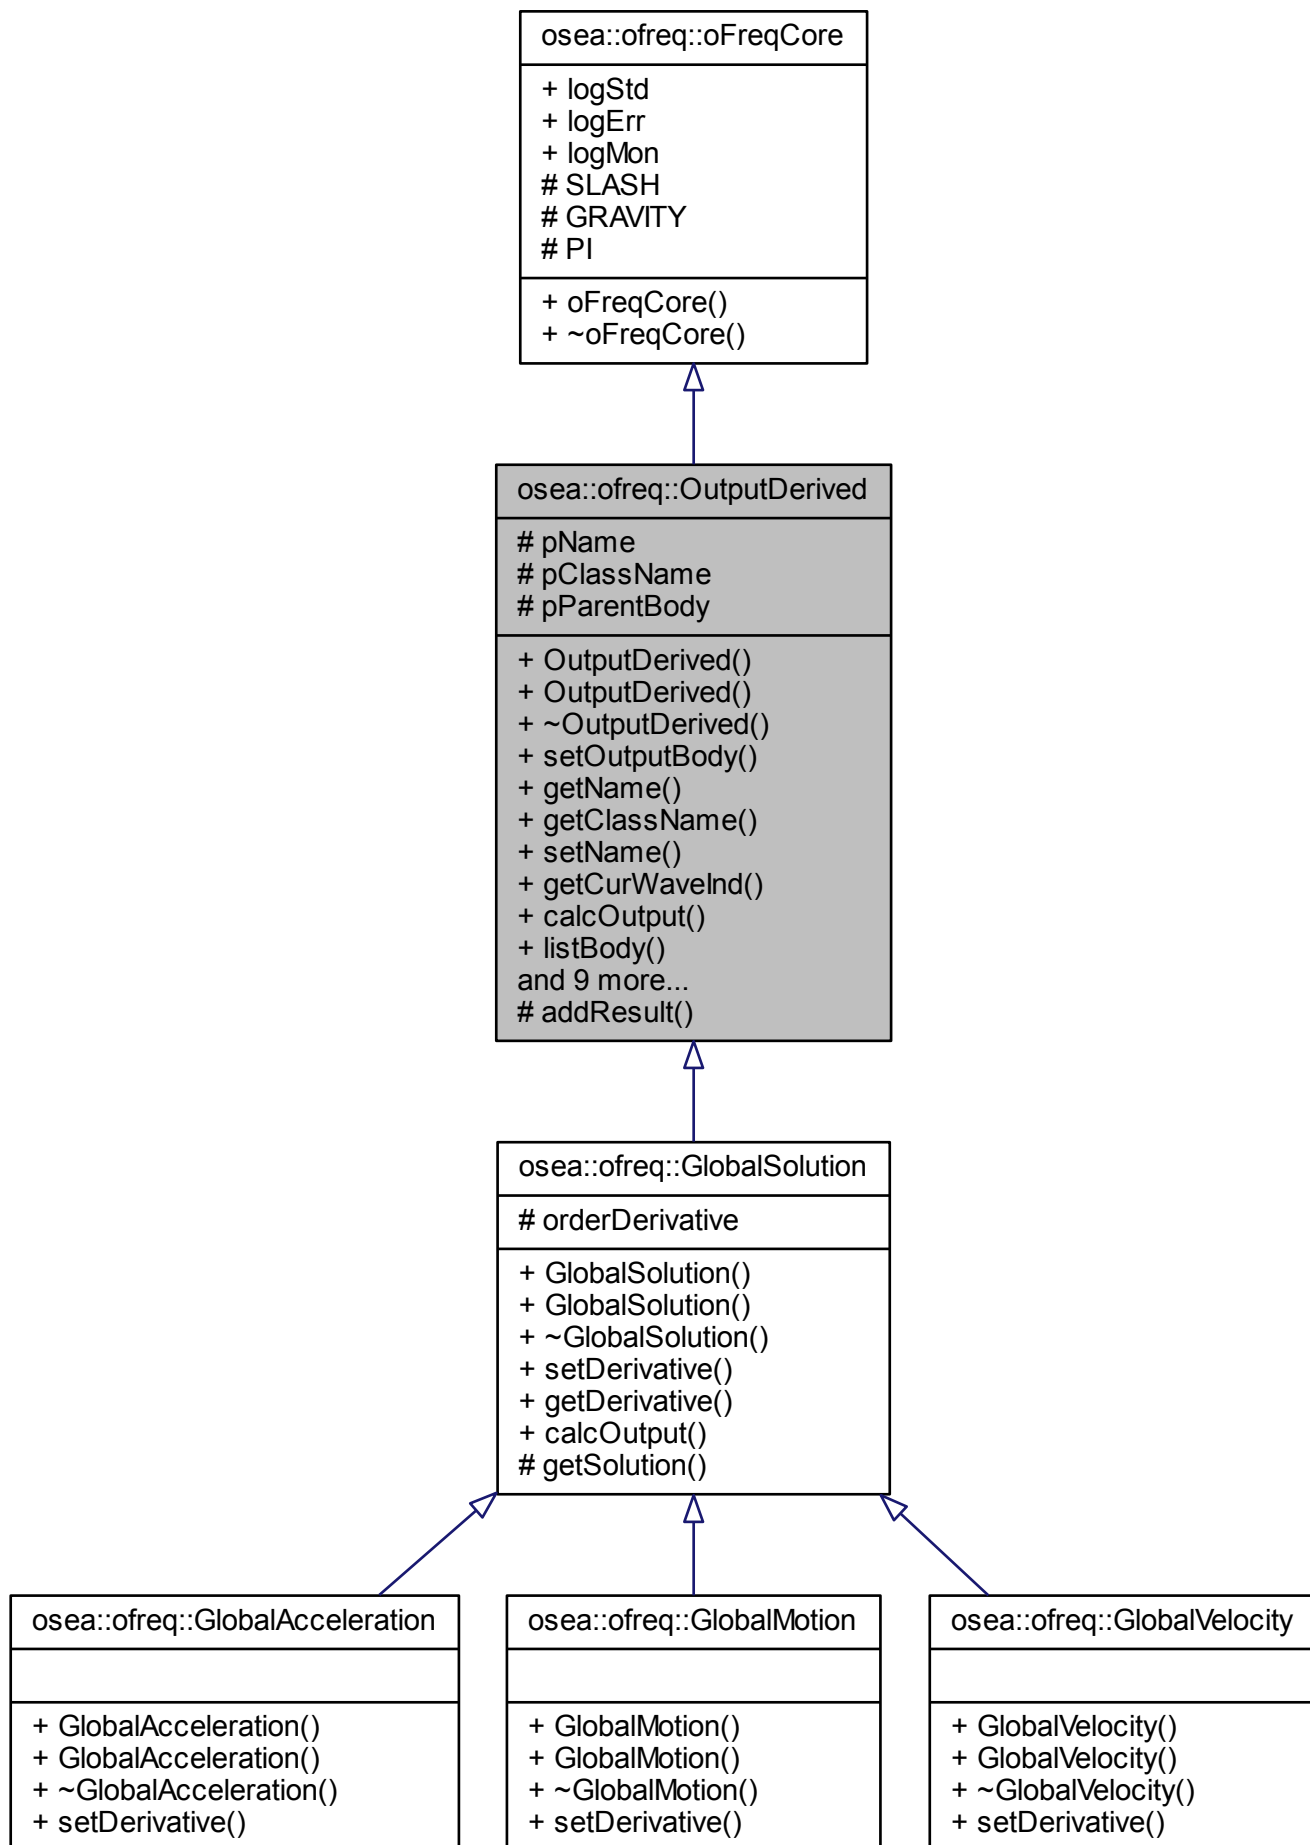 osea::ofreq::oFreqCore
+ logStd
+ logErr
+ logMon
# SLASH
# GRAVITY
# PI
+ oFreqCore()
+ ~oFreqCore()
osea::ofreq::OutputDerived
# pName
# pClassName
# pParentBody
+ OutputDerived()
+ OutputDerived()
+ ~OutputDerived()
+ setOutputBody()
+ getName()
+ getClassName()
+ setName()
+ getCurWaveInd()
+ calcOutput()
+ listBody()
and 9 more...
# addResult()
osea::ofreq::GlobalSolution
# orderDerivative
+ GlobalSolution()
+ GlobalSolution()
+ ~GlobalSolution()
+ setDerivative()
+ getDerivative()
+ calcOutput()
# getSolution()
osea::ofreq::GlobalAcceleration
+ GlobalAcceleration()
+ GlobalAcceleration()
+ ~GlobalAcceleration()
+ setDerivative()
osea::ofreq::GlobalMotion
+ GlobalMotion()
+ GlobalMotion()
+ ~GlobalMotion()
+ setDerivative()
osea::ofreq::GlobalVelocity
+ GlobalVelocity()
+ GlobalVelocity()
+ ~GlobalVelocity()
+ setDerivative()